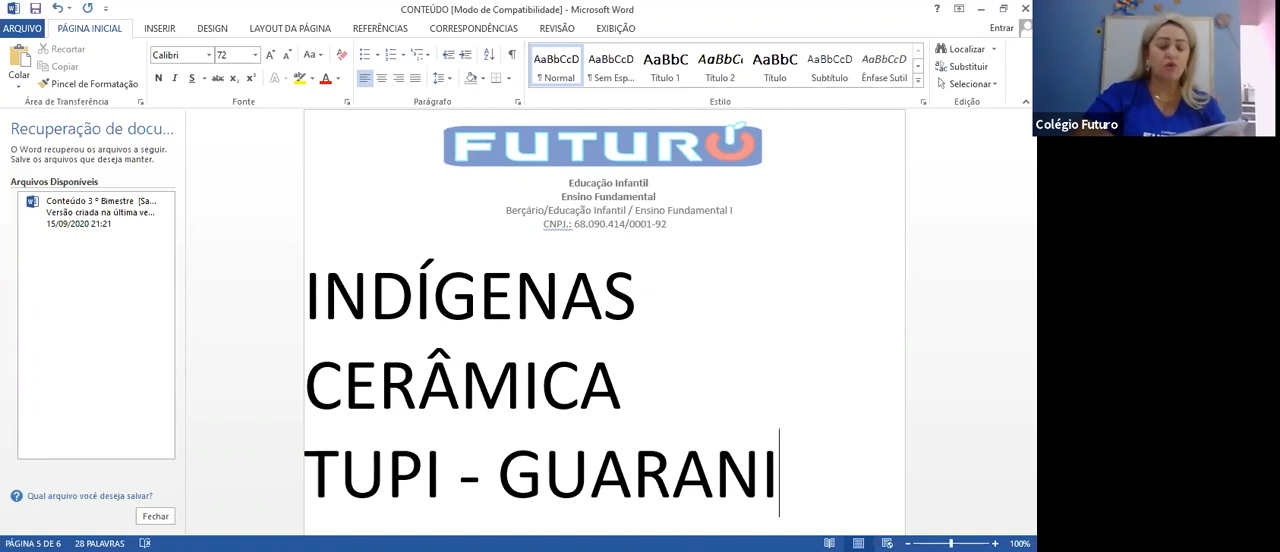 CONTEÚDO [Modo de Compatibilidade] - Microsoft Word
?
ARQUIVO PÁGINA INICIAL INSERIR DESIGN LAYOUT DA PÁGINA REFERÊNCIAS CORRESPONDÊNCIAS REVISÃO EXIBIÇÃO Entrar
Colar
Recortar
Copiar
Pincel de Formatação
Área de Transferência
Calibri 72
Aa
N I S abc x₂ x² A A
Fonte
Parágrafo
AaBbCcD AaBbCcD AaBbC AaBbC AaBbC AaBbCcD AaBbCcD
¶ Normal ¶ Sem Esp... Título 1 Título 2 Título Subtítulo Ênfase Sutil
Estilo
Localizar
Substituir
Selecionar
Edição
Colégio Futuro
Recuperação de docu...
O Word recuperou os arquivos a seguir.
Salve os arquivos que deseja manter.
Arquivos Disponíveis
Conteúdo 3 º Bimestre [Sa...
Versão criada na última ve...
15/09/2020 21:21
Qual arquivo você deseja salvar?
Fechar
FUTURO
Educação Infantil
Ensino Fundamental
Berçário/Educação Infantil / Ensino Fundamental I
CNPJ.: 68.090.414/0001-92
INDÍGENAS
CERÂMICA
TUPI - GUARANI
PÁGINA 5 DE 6 28 PALAVRAS 100%